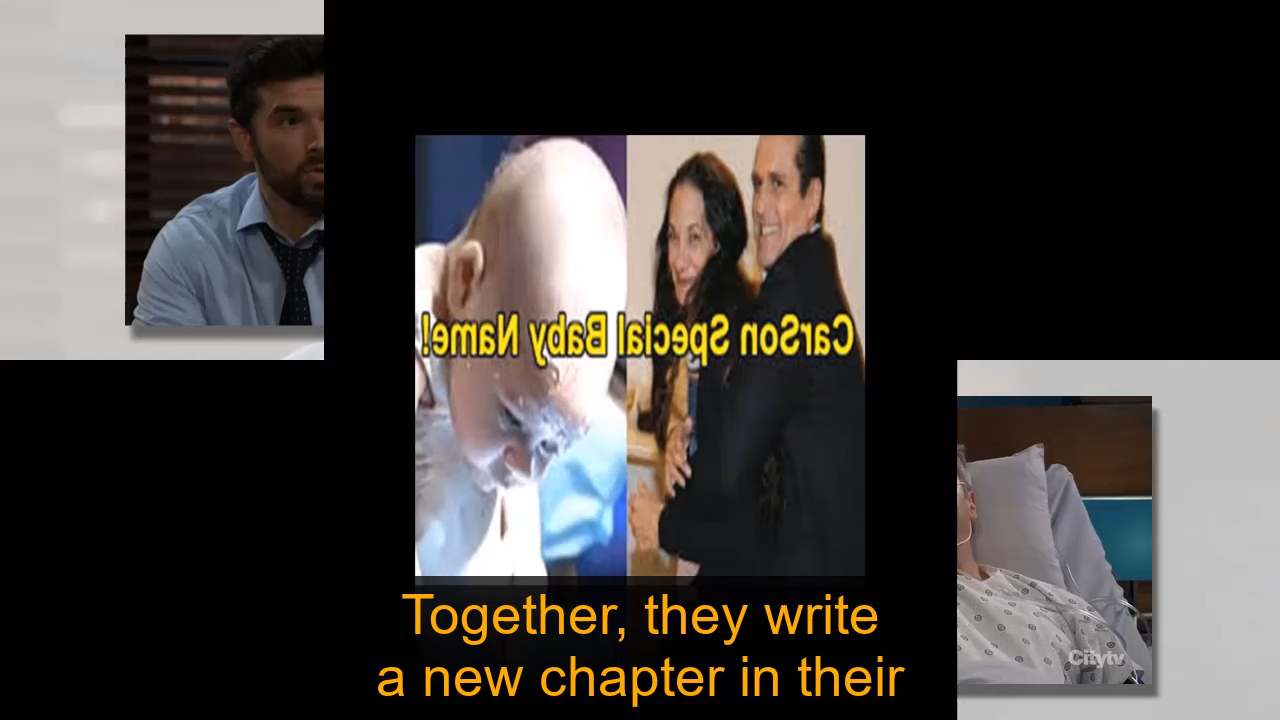 CarSon Special Baby Name!
Together, they write
a new chapter in their
Citytv